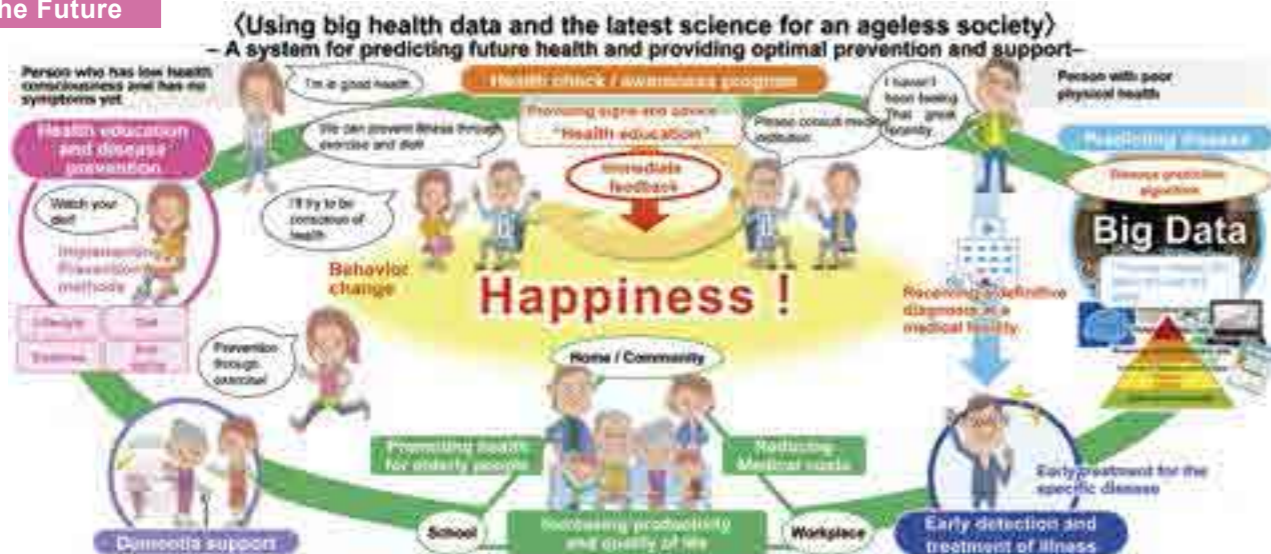 he Future
〈Using big health data and the latest science for an ageless society〉
– A system for predicting future health and providing optimal prevention and support–
Person who has low health
consciousness and has no
symptoms yet
I'm in good health
Health check / awareness program
I haven't
been feeling
That great
recently.
Person with poor
physical health
Health education
and disease
prevention
We can prevent illness through
exercise and diet!
Providing signs and advice
"Health education"
Please consult medical
institution
Predicting disease
Immediate
feedback
Disease prediction
algorithm
Watch your
diet!
I'll try to be
conscious of
health
Big Data
Implementing
Prevention
methods
Behavior
change
Happiness !
Receiving a definitive
diagnosis at a
medical facility
Lifestyle
Diet
Exercise
Prevention
through
exercise!
Home / Community
Promoting health
for elderly people
Reducing
Medical costs
Early treatment for the
specific disease
School
Increasing productivity
and quality of life
Workplace
Early detection and
treatment of illness
Dementia support